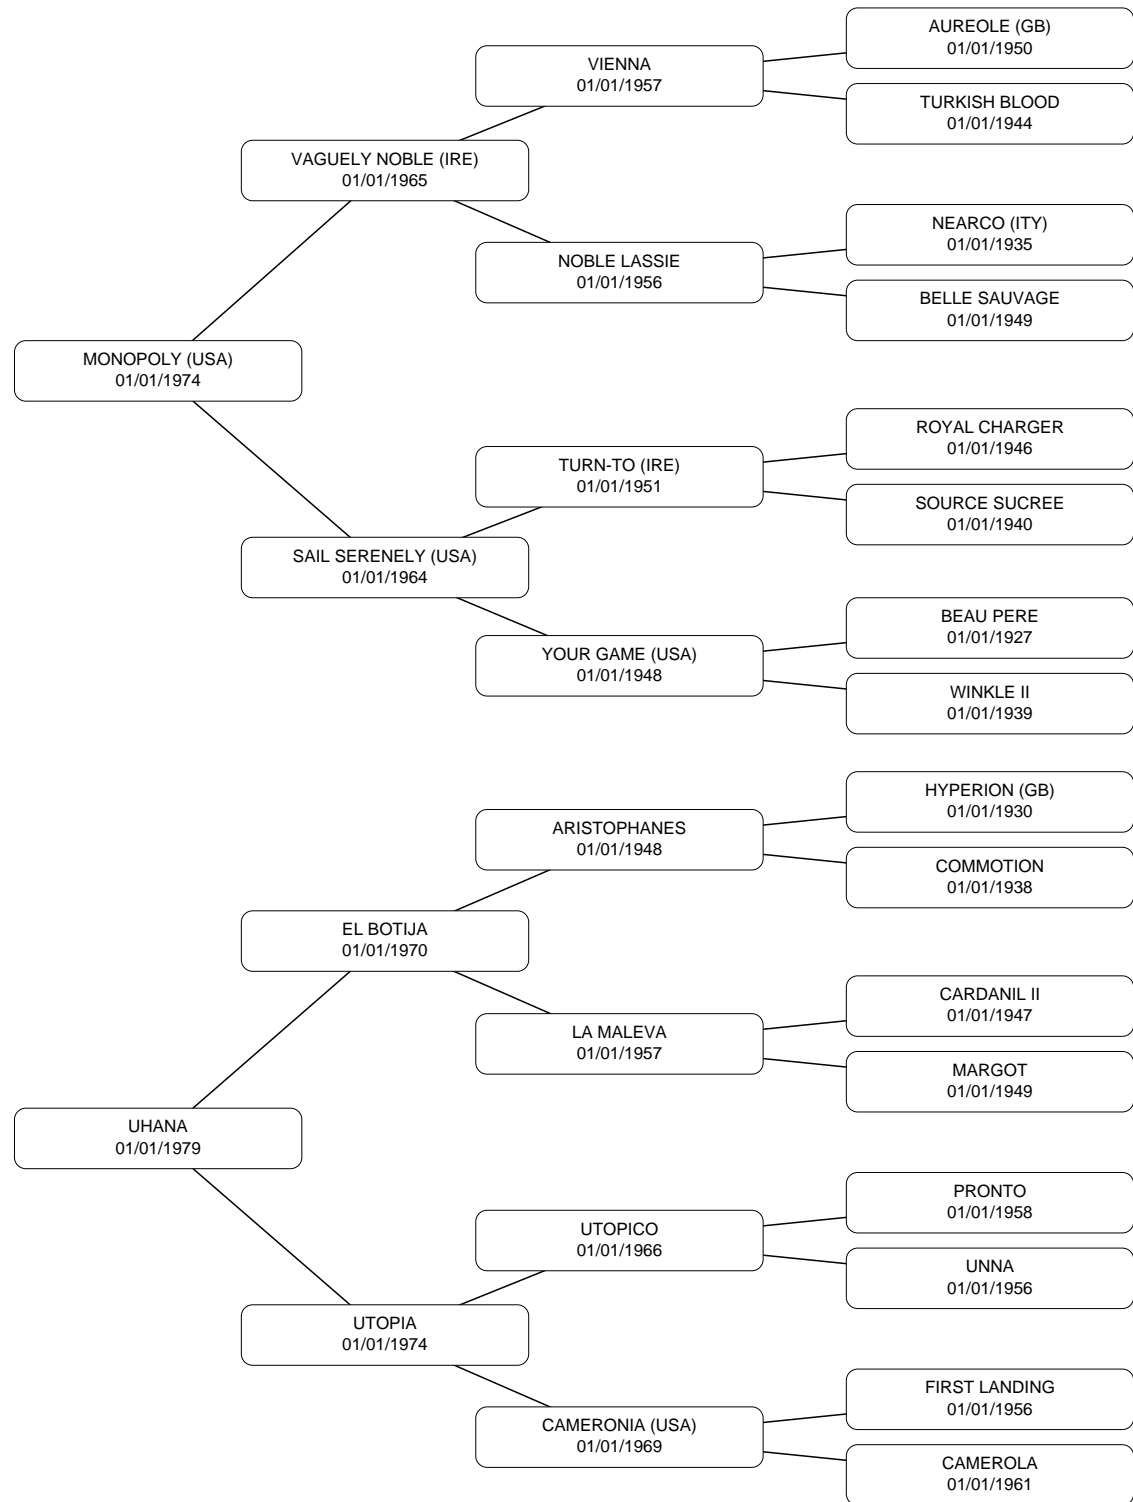 AUREOLE (GB)
01/01/1950
VIENNA
01/01/1957
TURKISH BLOOD
01/01/1944
VAGUELY NOBLE (IRE)
01/01/1965
NEARCO (ITY)
01/01/1935
NOBLE LASSIE
01/01/1956
BELLE SAUVAGE
01/01/1949
MONOPOLY (USA)
01/01/1974
ROYAL CHARGER
01/01/1946
TURN-TO (IRE)
01/01/1951
SOURCE SUCREE
01/01/1940
SAIL SERENELY (USA)
01/01/1964
BEAU PERE
01/01/1927
YOUR GAME (USA)
01/01/1948
WINKLE II
01/01/1939
HYPERION (GB)
01/01/1930
ARISTOPHANES
01/01/1948
COMMOTION
01/01/1938
EL BOTIJA
01/01/1970
CARDANIL II
01/01/1947
LA MALEVA
01/01/1957
MARGOT
01/01/1949
UHANA
01/01/1979
PRONTO
01/01/1958
UTOPICO
01/01/1966
UNNA
01/01/1956
UTOPIA
01/01/1974
FIRST LANDING
01/01/1956
CAMERONIA (USA)
01/01/1969
CAMEROLA
01/01/1961